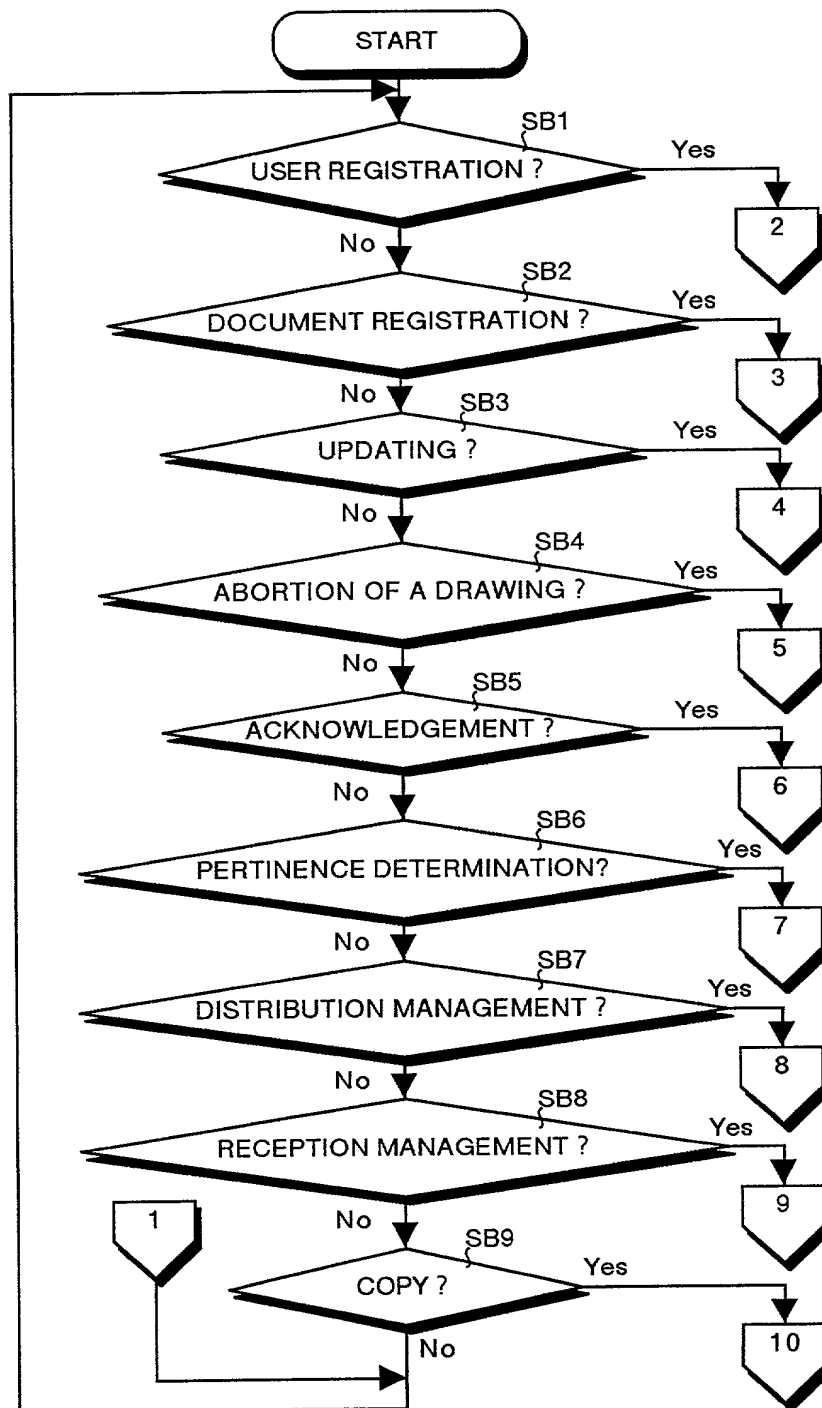 START
SB1
USER REGISTRATION ?
Yes
2
No
SB2
DOCUMENT REGISTRATION ?
Yes
3
No
SB3
UPDATING ?
Yes
4
No
SB4
ABORTION OF A DRAWING ?
Yes
5
No
SB5
ACKNOWLEDGEMENT ?
Yes
6
No
SB6
PERTINENCE DETERMINATION?
Yes
7
No
SB7
DISTRIBUTION MANAGEMENT ?
Yes
8
No
SB8
RECEPTION MANAGEMENT ?
Yes
9
No
1
SB9
COPY ?
Yes
10
No